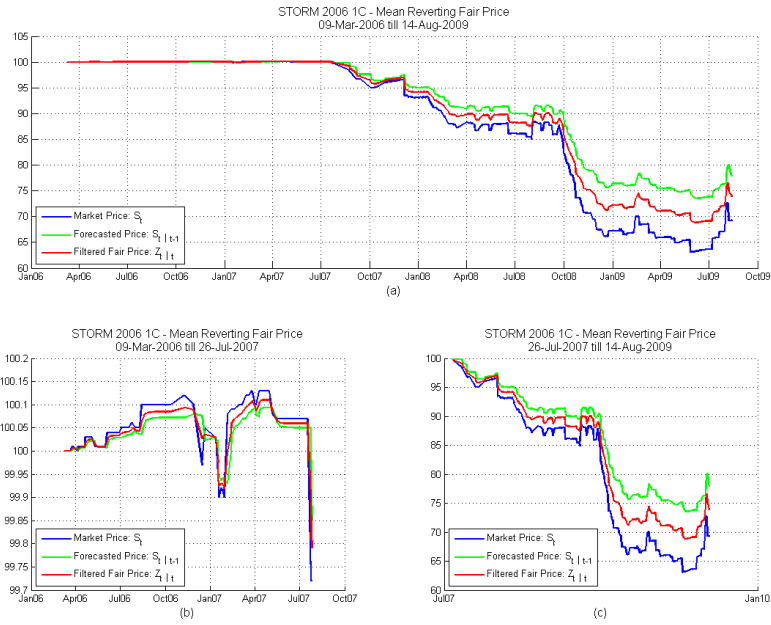 STORM 2006 1C - Mean Reverting Fair Price
09-Mar-2006 till 14-Aug-2009
105
100
95
90
85
80
75
70
65
60
Market Price: St
Forecasted Price: St | t-1
Filtered Fair Price: Zt | t
Jan06 Apr06 Jul06 Oct06 Jan07 Apr07 Jul07 Oct07 Jan08 Apr08 Jul08 Oct08 Jan09 Apr09 Jul09 Oct09
(a)
STORM 2006 1C - Mean Reverting Fair Price
09-Mar-2006 till 26-Jul-2007
100.2
100.15
100.1
100.05
100
99.95
99.9
99.85
99.8
99.75
99.7
Market Price: St
Forecasted Price: St | t-1
Filtered Fair Price: Zt | t
Jan06 Apr06 Jul06 Oct06 Jan07 Apr07 Jul07 Oct07
(b)
STORM 2006 1C - Mean Reverting Fair Price
26-Jul-2007 till 14-Aug-2009
100
95
90
85
80
75
70
65
60
Market Price: St
Forecasted Price: St | t-1
Filtered Fair Price: Zt | t
Jul07 Jan10
(c)